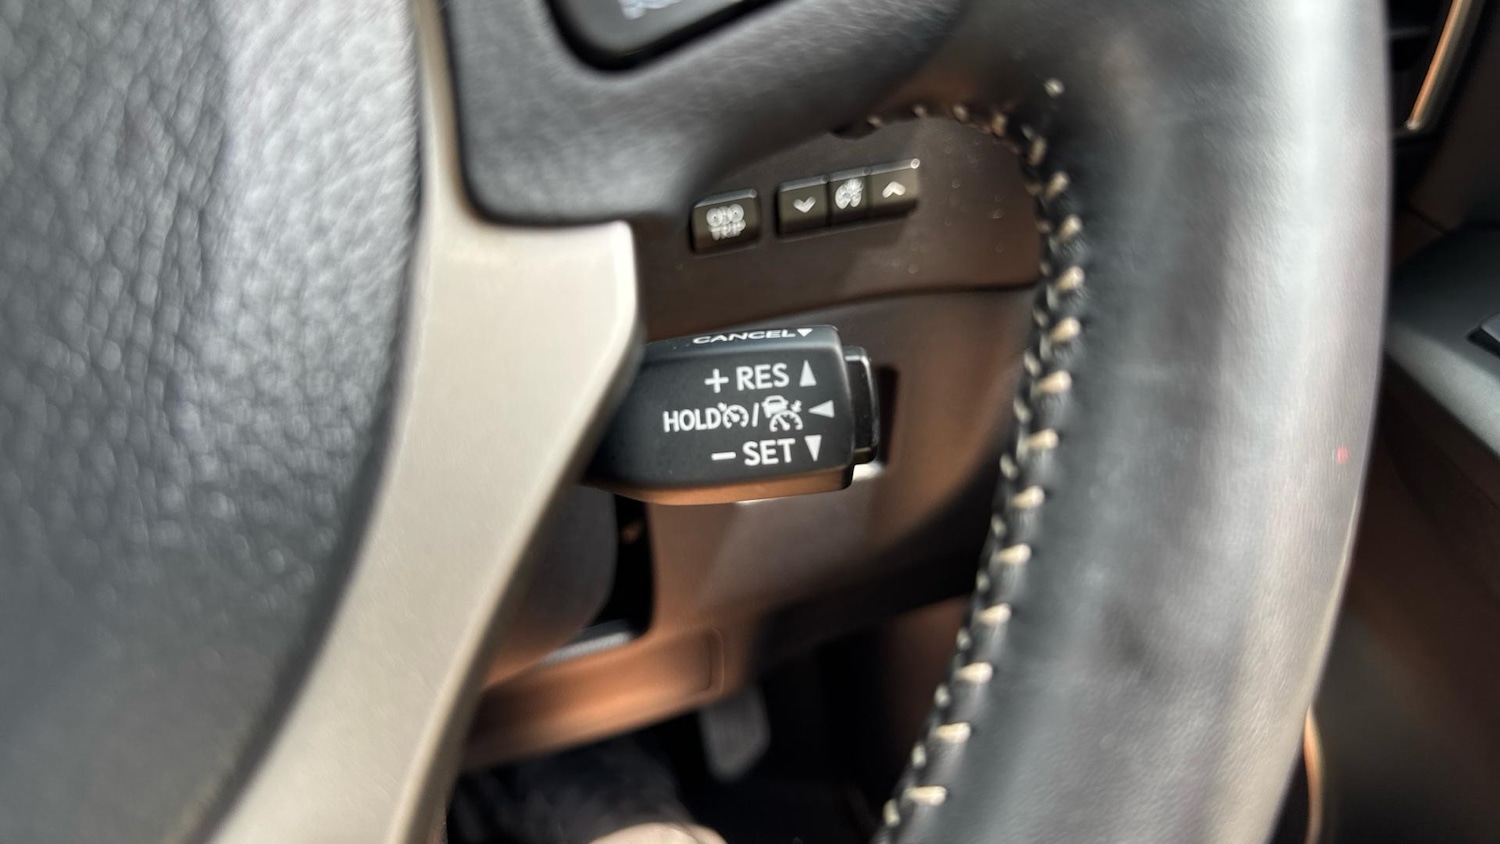 ODO
TRIP
CANCEL▼
+ RES ▲
HOLD / ◀
− SET ▼